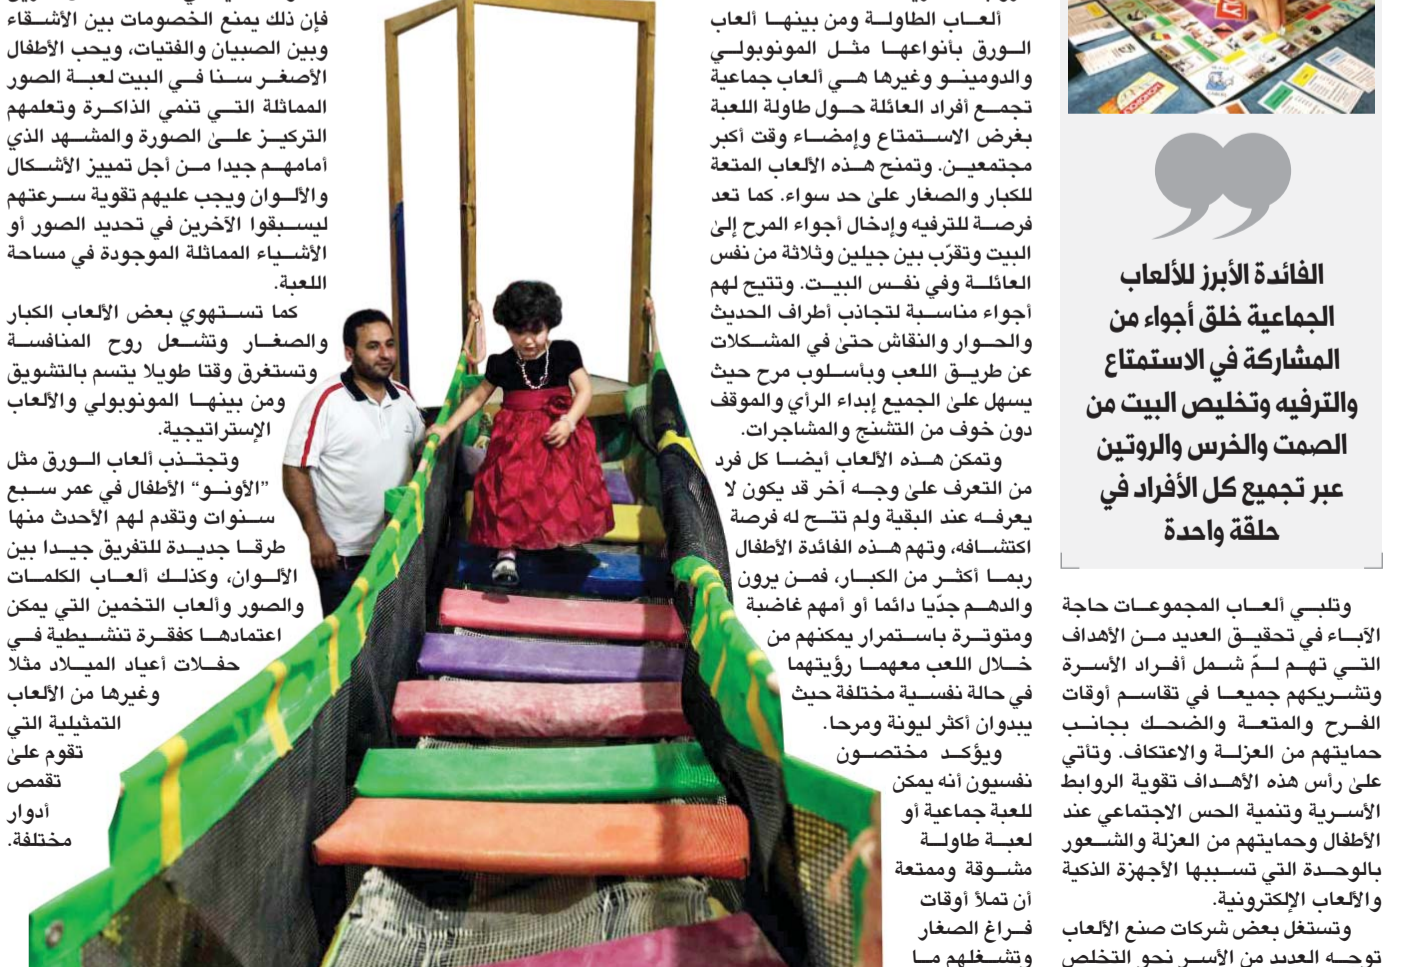 الفائدة الأبرز للألعاب
الجماعية خلق أجواء من
المشاركة في الاستمتاع
والترفيه وتخليص البيت من
الصمت والخرس والروتين
عبر تجميع كل الأفراد في
حلقة واحدة
وتلبي ألعاب المجموعات حاجة
الآباء في تحقيق العديد من الأهداف
التي تهم لمّ شمل أفراد الأسرة
وتشريكهم جميعا في تقاسم أوقات
الفرح والمتعة والضحك بجانب
حمايتهم من العزلة والاعتكاف. وتأتي
على رأس هذه الأهداف تقوية الروابط
الأسرية وتنمية الحس الاجتماعي عند
الأطفال وحمايتهم من العزلة والشعور
بالوحدة التي تسببها الأجهزة الذكية
والألعاب الإلكترونية.
وتستغل بعض شركات صنع الألعاب
توجه العديد من الأسر نحو التخلص
ألعاب الطاولة ومن بينها ألعاب
الورق بأنواعها مثل المونوبولي
والدومينو وغيرها هي ألعاب جماعية
تجمع أفراد العائلة حول طاولة اللعبة
بغرض الاستمتاع وإمضاء وقت أكبر
مجتمعين. وتمنح هذه الألعاب المتعة
للكبار والصغار على حد سواء. كما تعد
فرصة للترفيه وإدخال أجواء المرح إلى
البيت وتقرّب بين جيلين وثلاثة من نفس
العائلة وفي نفس البيت. وتتيح لهم
أجواء مناسبة لتجاذب أطراف الحديث
والحوار والنقاش حتى في المشكلات
عن طريق اللعب وبأسلوب مرح حيث
يسهل على الجميع إبداء الرأي والموقف
دون خوف من التشنج والمشاجرات.
وتمكن هذه الألعاب أيضا كل فرد
من التعرف على وجه آخر قد يكون لا
يعرفه عند البقية ولم تتح له فرصة
اكتشافه، وتهم هذه الفائدة الأطفال
ربما أكثر من الكبار، فمن يرون
والدهم جدّيا دائما أو أمهم غاضبة
ومتوترة باستمرار يمكنهم من
خلال اللعب معهما رؤيتهما
في حالة نفسية مختلفة حيث
يبدوان أكثر ليونة ومرحا.
ويؤكد مختصون
نفسيون أنه يمكن
للعبة جماعية أو
لعبة طاولة
مشوقة وممتعة
أن تملأ أوقات
فراغ الصغار
وتشغلهم ما
فإن ذلك يمنع الخصومات بين الأشقاء
وبين الصبيان والفتيات، ويحب الأطفال
الأصغر سنا في البيت لعبة الصور
المماثلة التي تنمي الذاكرة وتعلمهم
التركيز على الصورة والمشهد الذي
أمامهم جيدا من أجل تمييز الأشكال
والألوان ويجب عليهم تقوية سرعتهم
ليسبقوا الآخرين في تحديد الصور أو
الأشياء المماثلة الموجودة في مساحة
اللعبة.
كما تستهوي بعض الألعاب الكبار
والصغار وتشعل روح المنافسة
وتستغرق وقتا طويلا يتسم بالتشويق
ومن بينها المونوبولي والألعاب
الإستراتيجية.
وتجتذب ألعاب الورق مثل
”الأونو“ الأطفال في عمر سبع
سنوات وتقدم لهم الأحدث منها
طرقا جديدة للتفريق جيدا بين
الألوان، وكذلك ألعاب الكلمات
والصور وألعاب التخمين التي يمكن
اعتمادها كفقرة تنشيطية في
حفلات أعياد الميلاد مثلا
وغيرها من الألعاب
التمثيلية التي
تقوم على
تقمص
أدوار
مختلفة.